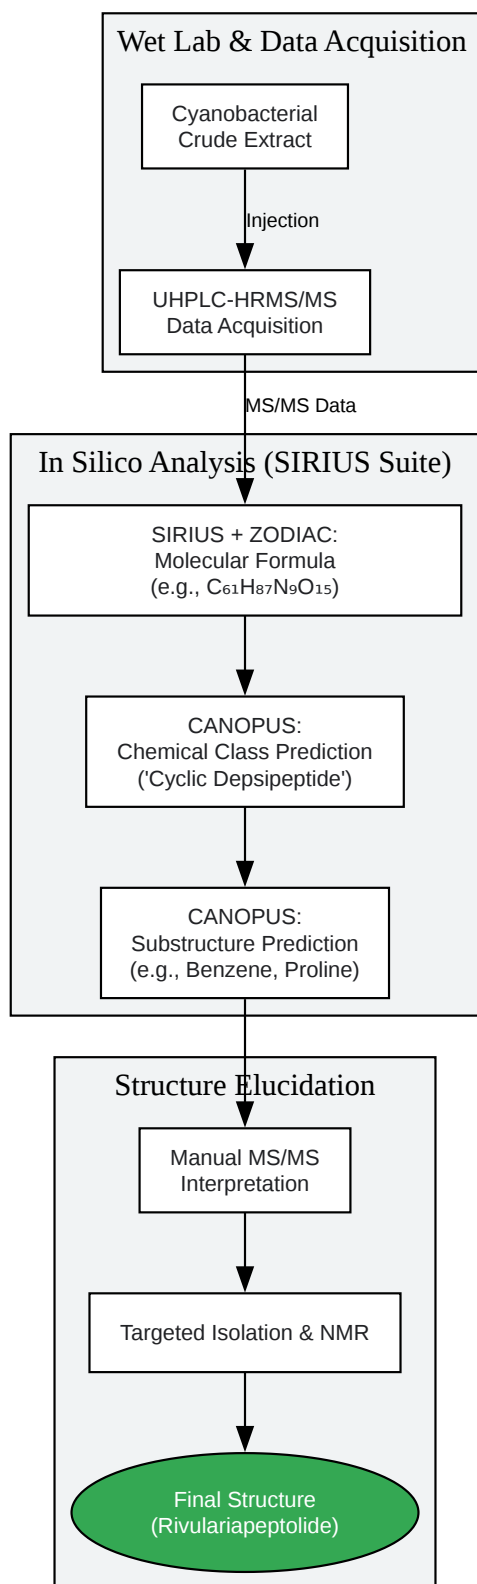 Wet Lab & Data Acquisition
Cyanobacterial
Crude Extract
Injection
UHPLC-HRMS/MS
Data Acquisition
MS/MS Data
In Silico Analysis (SIRIUS Suite)
SIRIUS + ZODIAC:
Molecular Formula
(e.g., C₆₁H₈₇N₉O₁₅)
CANOPUS:
Chemical Class Prediction
('Cyclic Depsipeptide')
CANOPUS:
Substructure Prediction
(e.g., Benzene, Proline)
Structure Elucidation
Manual MS/MS
Interpretation
Targeted Isolation & NMR
Final Structure
(Rivulariapeptolide)